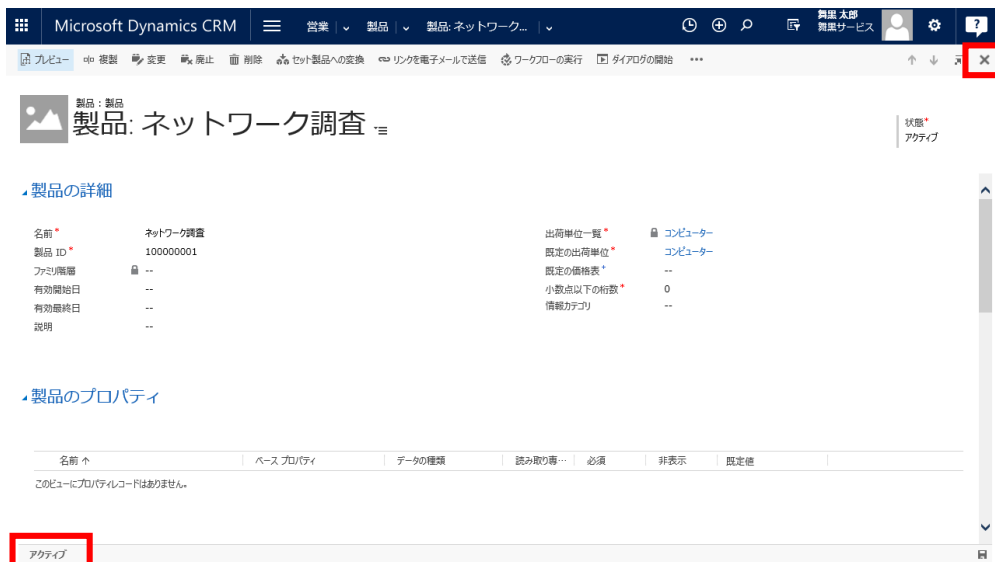 Microsoft Dynamics CRM 営業 製品 製品: ネットワーク... 舞黒 太郎
舞黒サービス ?
プレビュー 複製 変更 廃止 削除 セット製品への変換 リンクを電子メールで送信 ワークフローの実行 ダイアログの開始 •••
製品 : 製品
製品: ネットワーク調査
状態*
アクティブ
製品の詳細
名前* ネットワーク調査 出荷単位一覧* コンピューター
製品 ID* 100000001 既定の出荷単位* コンピューター
ファミリ階層 -- 既定の価格表+ --
有効開始日 -- 小数点以下の桁数* 0
有効最終日 -- 情報カテゴリ --
説明 --
製品のプロパティ
名前 ↑ ベース プロパティ データの種類 読み取り専… 必須 非表示 既定値
このビューにプロパティレコードはありません。
アクティブ